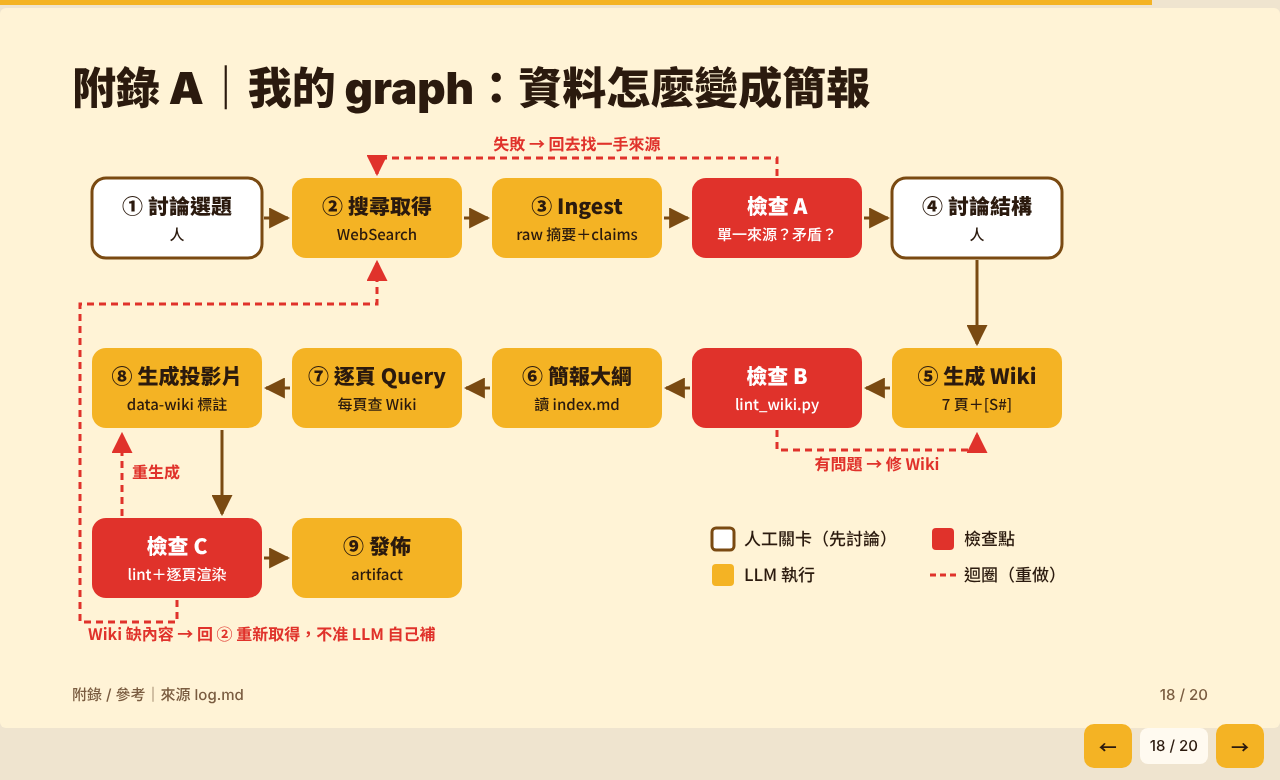 附錄 A｜我的 graph：資料怎麼變成簡報
失敗 → 回去找一手來源
① 討論選題
人
② 搜尋取得
WebSearch
③ Ingest
raw 摘要＋claims
檢查 A
單一來源？矛盾？
④ 討論結構
人
⑧ 生成投影片
data-wiki 標註
⑦ 逐頁 Query
每頁查 Wiki
⑥ 簡報大綱
讀 index.md
檢查 B
lint_wiki.py
⑤ 生成 Wiki
7 頁＋[S#]
重生成
有問題 → 修 Wiki
檢查 C
lint＋逐頁渲染
⑨ 發佈
artifact
人工關卡（先討論）
檢查點
LLM 執行
迴圈（重做）
Wiki 缺內容 → 回 ② 重新取得，不准 LLM 自己補
附錄 / 參考｜來源 log.md
18 / 20
← 18 / 20 →